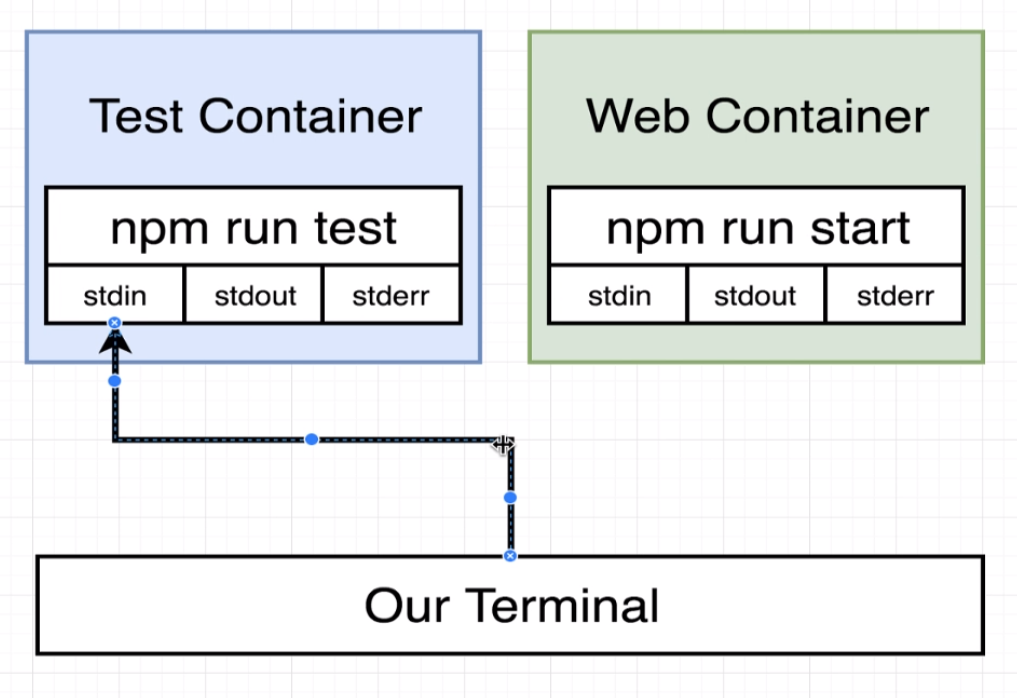 Test Container
npm run test
stdin stdout stderr
Web Container
npm run start
stdin stdout stderr
Our Terminal